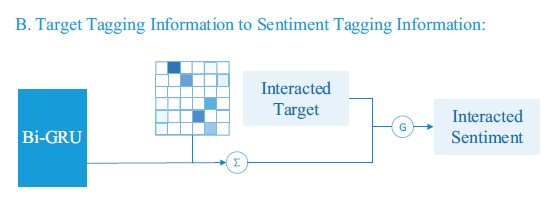 B. Target Tagging Information to Sentiment Tagging Information:
Interacted
Target
Bi-GRU
G
Interacted
Sentiment
Σ